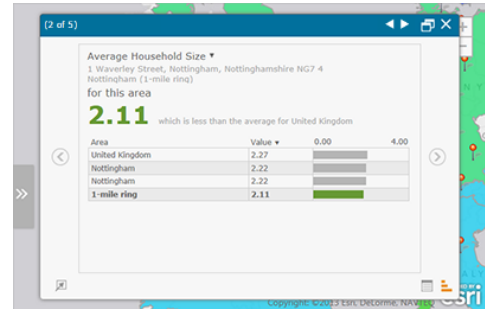 (2 of 5)
Average Household Size ▾
1 Waverley Street, Nottingham, Nottinghamshire NG7 4
Nottingham (1-mile ring)
for this area
2.11 which is less than the average for United Kingdom
Area Value ▾ 0.00 4.00
United Kingdom 2.27
Nottingham 2.22
Nottingham 2.22
1-mile ring 2.11
esri
Copyright: ©2013 Esri, DeLorme, NAVTEQ